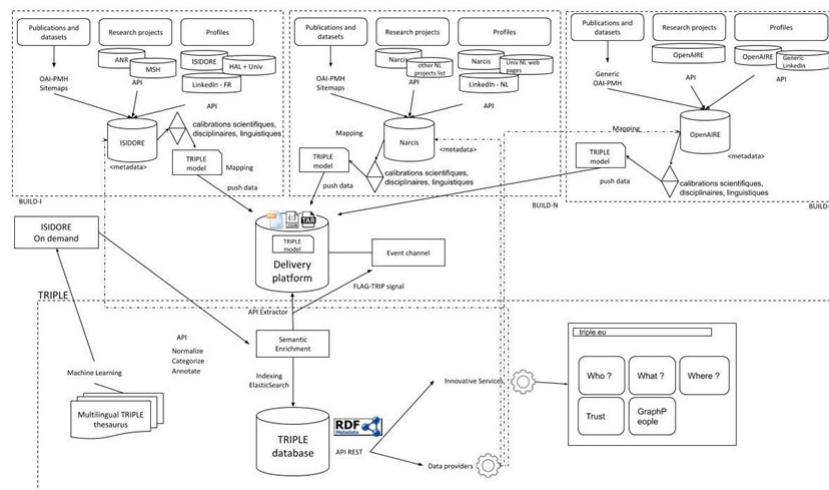 Publications and
datasets
Research projects
Profiles
ANR
MSH
ISIDORE
HAL + Univ
LinkedIn - FR
OAI-PMH
Sitemaps
API
API
ISIDORE
<metadata>
calibrations scientifiques,
disciplinaires, linguistiques
TRIPLE
model
Mapping
push data
BUILD-I
Publications
and datasets
Research projects
Profiles
Narcis
other NL
projects list
Narcis
Univ NL web
pages
LinkedIn - NL
OAI-PMH
Sitemaps
API
API
Mapping
Narcis
<metadata>
TRIPLE
model
push data
calibrations scientifiques,
disciplinaires, linguistiques
BUILD-N
Publications and
datasets
Research projects
Profiles
OpenAIRE
OpenAIRE
Generic
LinkedIn
Generic
OAI-PMH
API
API
Mapping
OpenAIRE
<metadata>
TRIPLE
model
push data
calibrations scientifiques,
disciplinaires, linguistiques
BUILD-
ISIDORE
On demand
TAR
TRIPLE
model
Delivery
platform
Event channel
FLAG-TRIP signal
TRIPLE
API Extractor
Semantic
Enrichment
API
Normalize
Categorize
Annotate
Machine Learning
Multilingual TRIPLE
thesaurus
Indexing
ElasticSearch
TRIPLE
database
RDF
Metadata
API REST
Innovative Services
Data providers
triple.eu
Who ?
What ?
Where ?
Trust
GraphP
eople